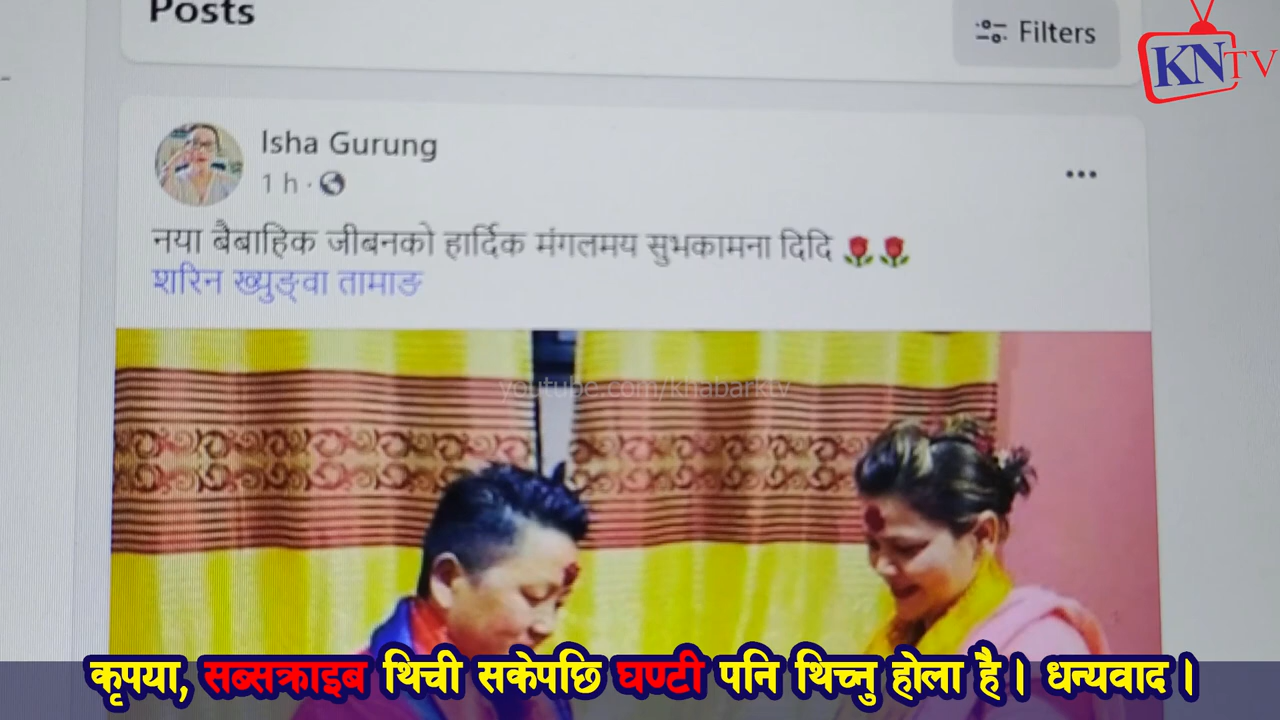 Posts
Filters
KNTV
Isha Gurung
1 h ·
नया बैबाहिक जीबनको हार्दिक मंगलमय सुभकामना दिदि
शरिन ख्युङ्वा तामाङ
youtube.com/khabarktv
कृपया, सब्सक्राइब थिची सकेपछि घण्टी पनि थिच्नु होला है। धन्यवाद।